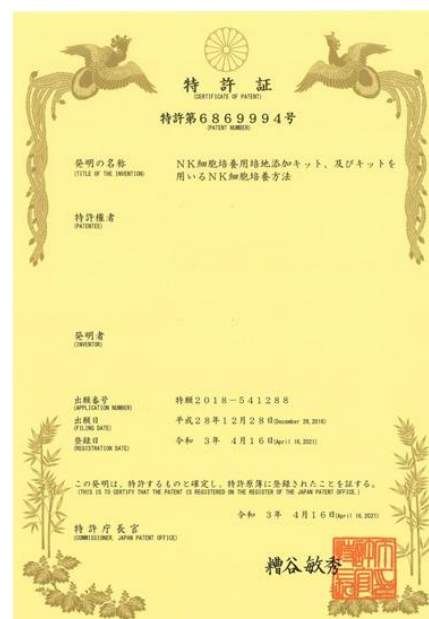 特許証
(CERTIFICATE OF PATENT)
特許第6869994号
(PATENT NUMBER)
発明の名称
(TITLE OF THE INVENTION)
NK細胞培養用培地添加キット、及びキットを
用いるNK細胞培養方法
特許権者
(PATENTEE)
発明者
(INVENTOR)
出願番号
(APPLICATION NUMBER)
特願2018-541288
出願日
(FILING DATE)
平成28年12月28日(December 28,2016)
登録日
(REGISTRATION DATE)
令和 3年 4月16日(April 16,2021)
この発明は、特許するものと確定し、特許原簿に登録されたことを証する。
(THIS IS TO CERTIFY THAT THE PATENT IS REGISTERED ON THE REGISTER OF THE JAPAN PATENT OFFICE.)
令和 3年 4月16日(April 16,2021)
特許庁長官
(COMMISSIONER, JAPAN PATENT OFFICE)
糟谷敏秀